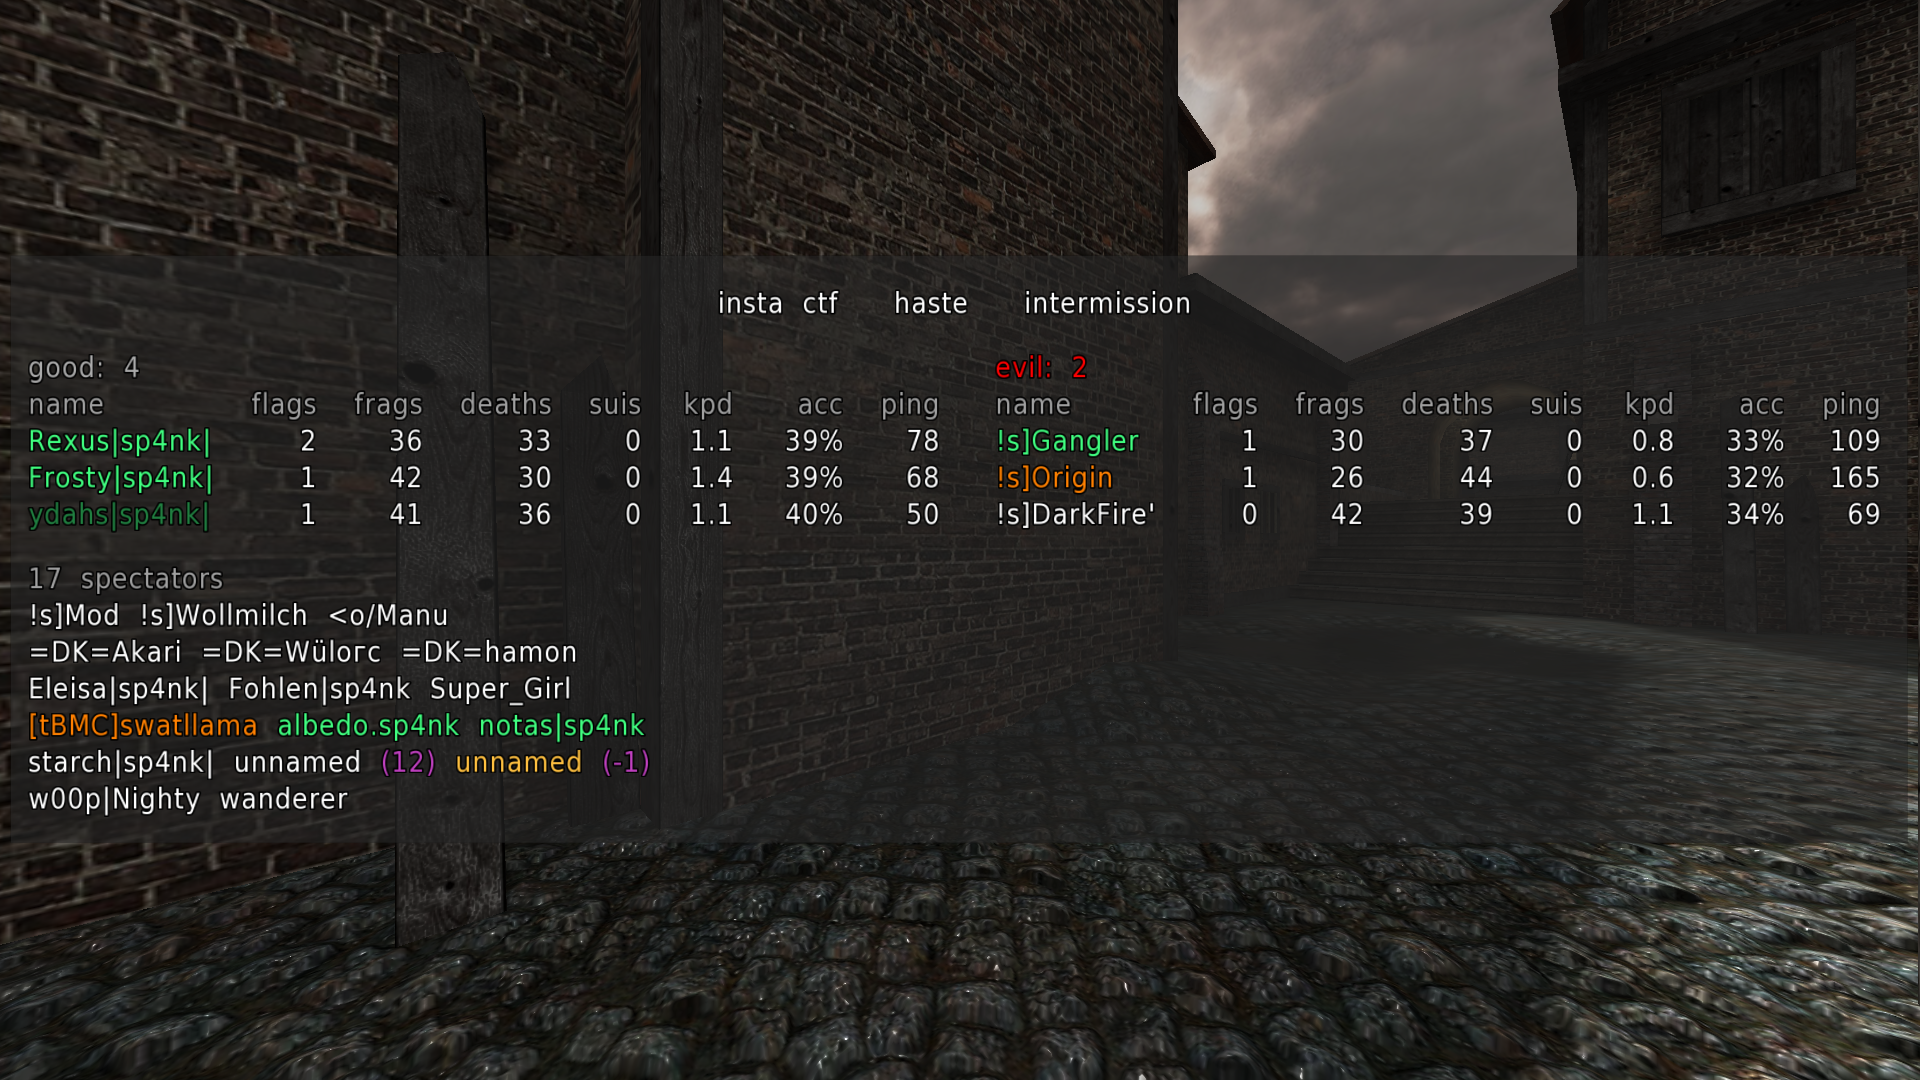 insta ctf haste intermission
good: 4
name flags frags deaths suis kpd acc ping
Rexus|sp4nk| 2 36 33 0 1.1 39% 78
Frosty|sp4nk| 1 42 30 0 1.4 39% 68
ydahs|sp4nk| 1 41 36 0 1.1 40% 50
evil: 2
name flags frags deaths suis kpd acc ping
!s]Gangler 1 30 37 0 0.8 33% 109
!s]Origin 1 26 44 0 0.6 32% 165
!s]DarkFire' 0 42 39 0 1.1 34% 69
17 spectators
!s]Mod !s]Wollmilch <o/Manu
=DK=Akari =DK=Wüloгc =DK=hamon
Eleisa|sp4nk| Fohlen|sp4nk Super_Girl
[tBMC]swatllama albedo.sp4nk notas|sp4nk
starch|sp4nk| unnamed (12) unnamed (-1)
w00p|Nighty wanderer